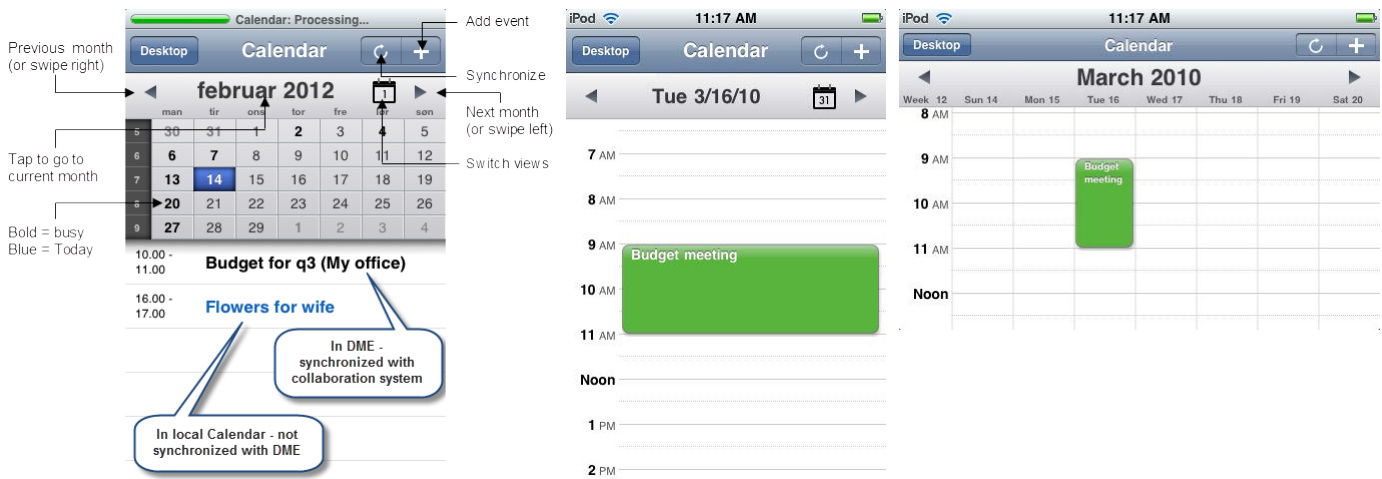 Calendar: Processing...
Desktop
Calendar
Add event
Previous month
(or swipe right)
Synchronize
februar 2012
1
Next month
(or swipe left)
man tir ons tor fre lør søn
5 30 31 1 2 3 4 5
Switch views
Tap to go to
current month
6 6 7 8 9 10 11 12
7 13 14 15 16 17 18 19
8 20 21 22 23 24 25 26
9 27 28 29 1 2 3 4
Bold = busy
Blue = Today
10.00 -
11.00
Budget for q3 (My office)
16.00 -
17.00
Flowers for wife
In DME -
synchronized with
collaboration system
In local Calendar - not
synchronized with DME
iPod 11:17 AM
Desktop
Calendar
Tue 3/16/10
31
7 AM
8 AM
9 AM
Budget meeting
10 AM
11 AM
Noon
1 PM
2 PM
iPod 11:17 AM
Desktop
Calendar
March 2010
Week 12 Sun 14 Mon 15 Tue 16 Wed 17 Thu 18 Fri 19 Sat 20
8 AM
9 AM
Budget
meeting
10 AM
11 AM
Noon